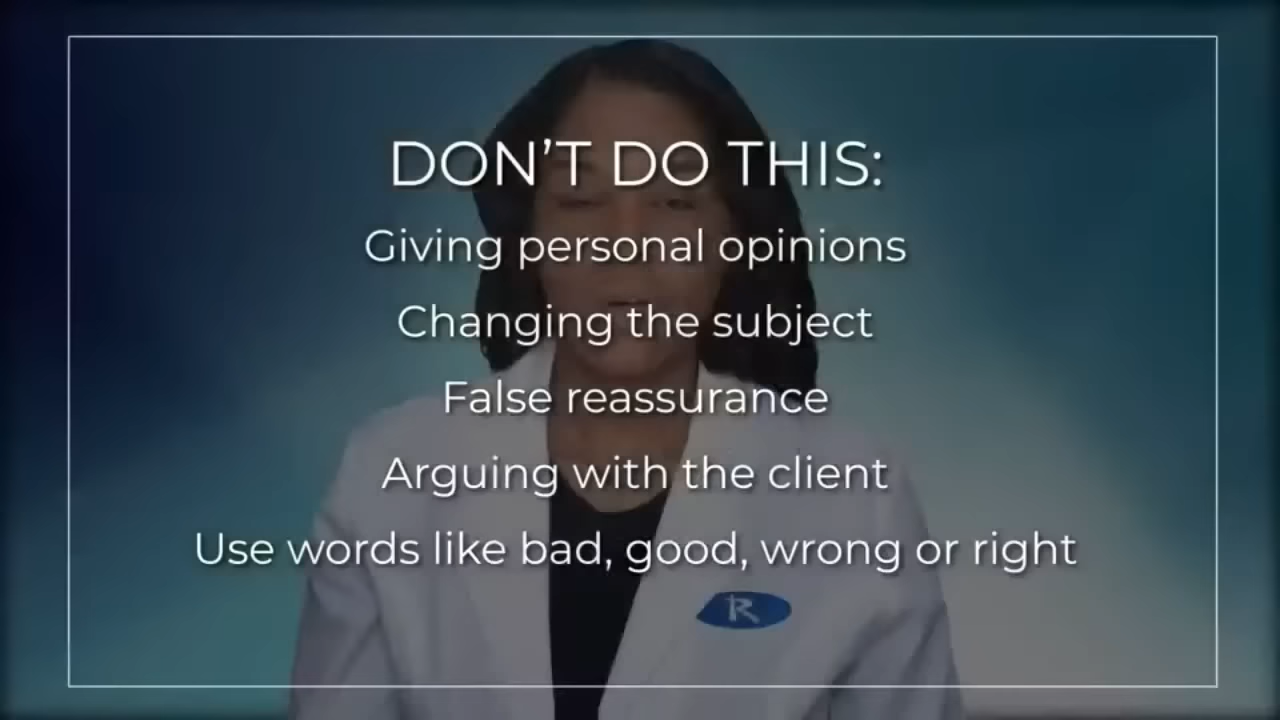 DON'T DO THIS:
Giving personal opinions
Changing the subject
False reassurance
Arguing with the client
Use words like bad, good, wrong or right
R